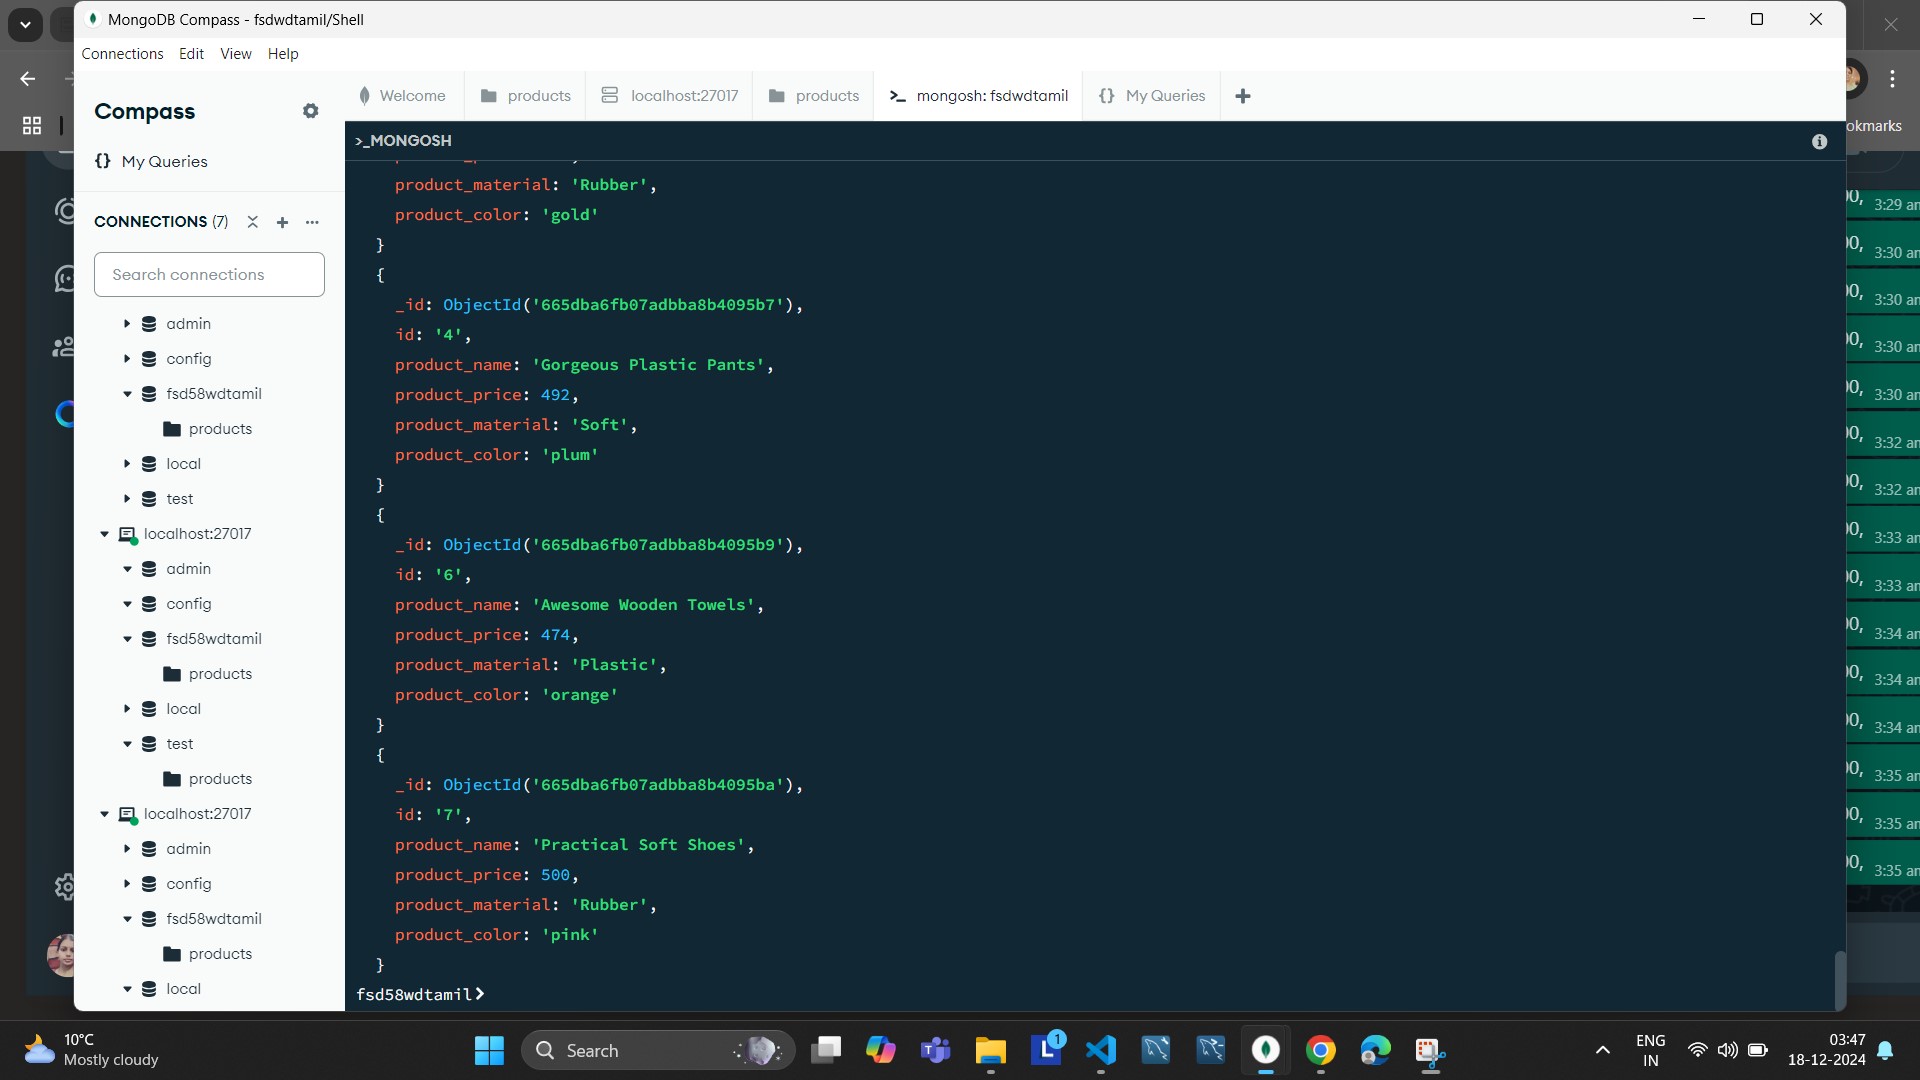 MongoDB Compass - fsdwdtamil/Shell
Connections Edit View Help
Compass
My Queries
CONNECTIONS (7)
Search connections
admin
config
fsd58wdtamil
products
local
test
localhost:27017
admin
config
fsd58wdtamil
products
local
test
products
localhost:27017
admin
config
fsd58wdtamil
products
local
Welcome products localhost:27017 products >_ mongosh: fsdwdtamil {} My Queries +
>_MONGOSH
product_material: 'Rubber',
product_color: 'gold'
}
{
_id: ObjectId('665dba6fb07adbba8b4095b7'),
id: '4',
product_name: 'Gorgeous Plastic Pants',
product_price: 492,
product_material: 'Soft',
product_color: 'plum'
}
{
_id: ObjectId('665dba6fb07adbba8b4095b9'),
id: '6',
product_name: 'Awesome Wooden Towels',
product_price: 474,
product_material: 'Plastic',
product_color: 'orange'
}
{
_id: ObjectId('665dba6fb07adbba8b4095ba'),
id: '7',
product_name: 'Practical Soft Shoes',
product_price: 500,
product_material: 'Rubber',
product_color: 'pink'
}
fsd58wdtamil>
3:29 am
3:30 am
3:30 am
3:30 am
3:30 am
3:32 am
3:32 am
3:33 am
3:33 am
3:34 am
3:34 am
3:34 am
3:35 am
3:35 am
3:35 am
10°C
Mostly cloudy
Search
1
ENG
IN
03:47
18-12-2024